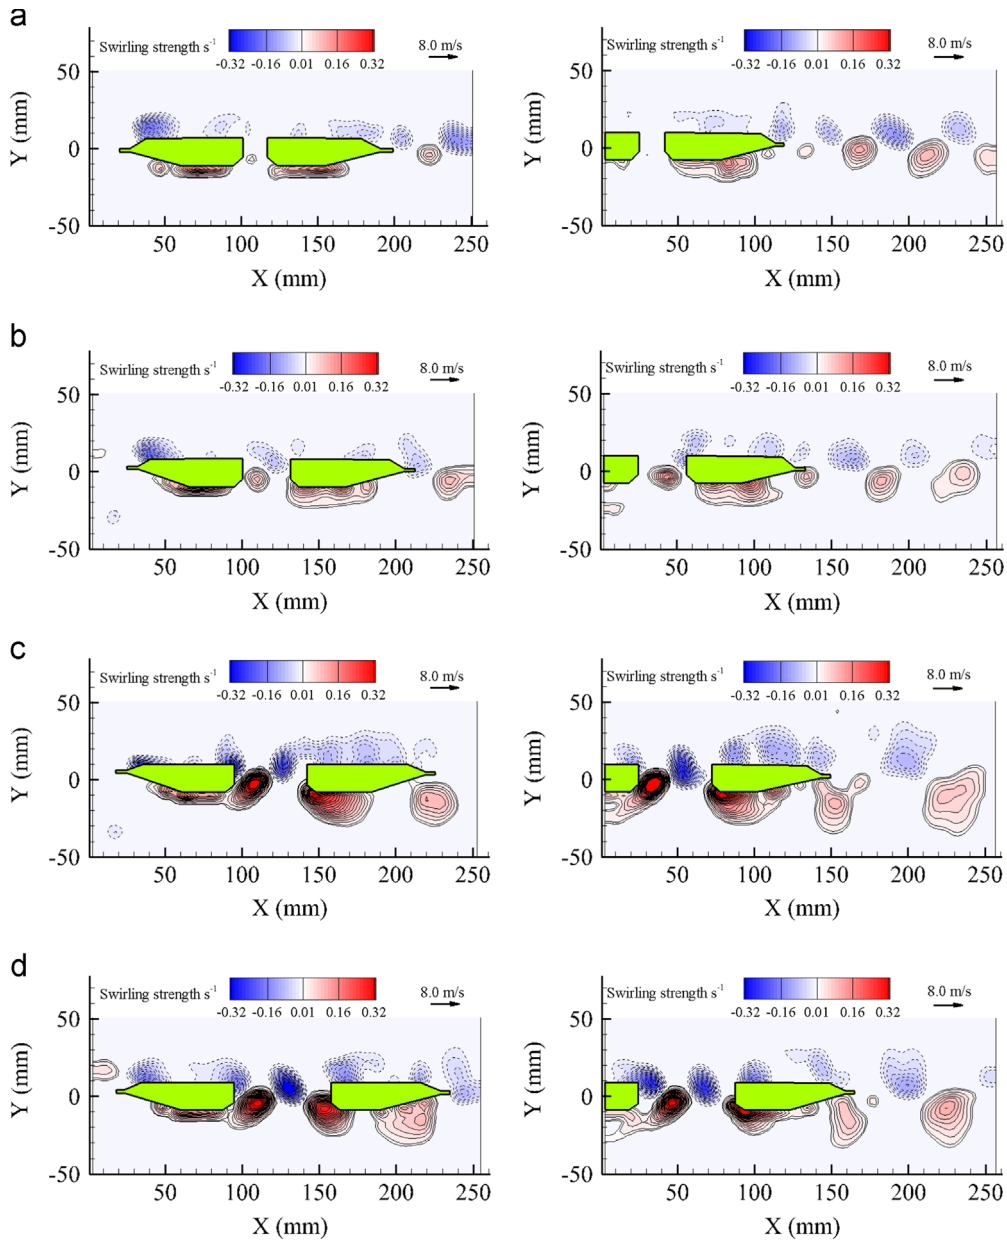 a
Swirling strength s-1
-0.32 -0.16 0.01 0.16 0.32
8.0 m/s
50
0
-50
Y (mm)
50 100 150 200 250
X (mm)
Swirling strength s-1
-0.32 -0.16 0.01 0.16 0.32
8.0 m/s
50
0
-50
Y (mm)
50 100 150 200 250
X (mm)
b
Swirling strength s-1
-0.32 -0.16 0.01 0.16 0.32
8.0 m/s
50
0
-50
Y (mm)
50 100 150 200 250
X (mm)
Swirling strength s-1
-0.32 -0.16 0.01 0.16 0.32
8.0 m/s
50
0
-50
Y (mm)
50 100 150 200 250
X (mm)
c
Swirling strength s-1
-0.32 -0.16 0.01 0.16 0.32
8.0 m/s
50
0
-50
Y (mm)
50 100 150 200 250
X (mm)
Swirling strength s-1
-0.32 -0.16 0.01 0.16 0.32
8.0 m/s
50
0
-50
Y (mm)
50 100 150 200 250
X (mm)
d
Swirling strength s-1
-0.32 -0.16 0.01 0.16 0.32
8.0 m/s
50
0
-50
Y (mm)
50 100 150 200 250
X (mm)
Swirling strength s-1
-0.32 -0.16 0.01 0.16 0.32
8.0 m/s
50
0
-50
Y (mm)
50 100 150 200 250
X (mm)